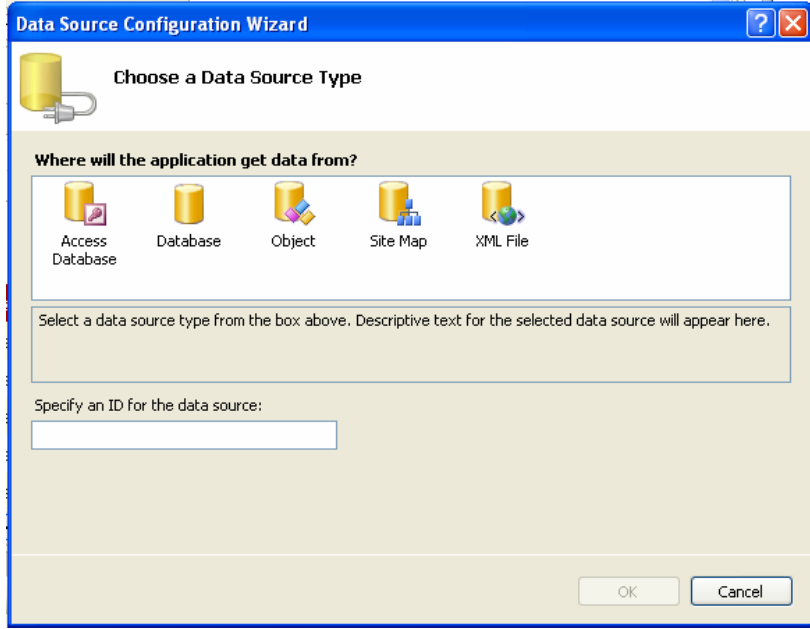 Data Source Configuration Wizard
Choose a Data Source Type
Where will the application get data from?
Access
Database
Database
Object
Site Map
XML File
Select a data source type from the box above. Descriptive text for the selected data source will appear here.
Specify an ID for the data source:
OK
Cancel